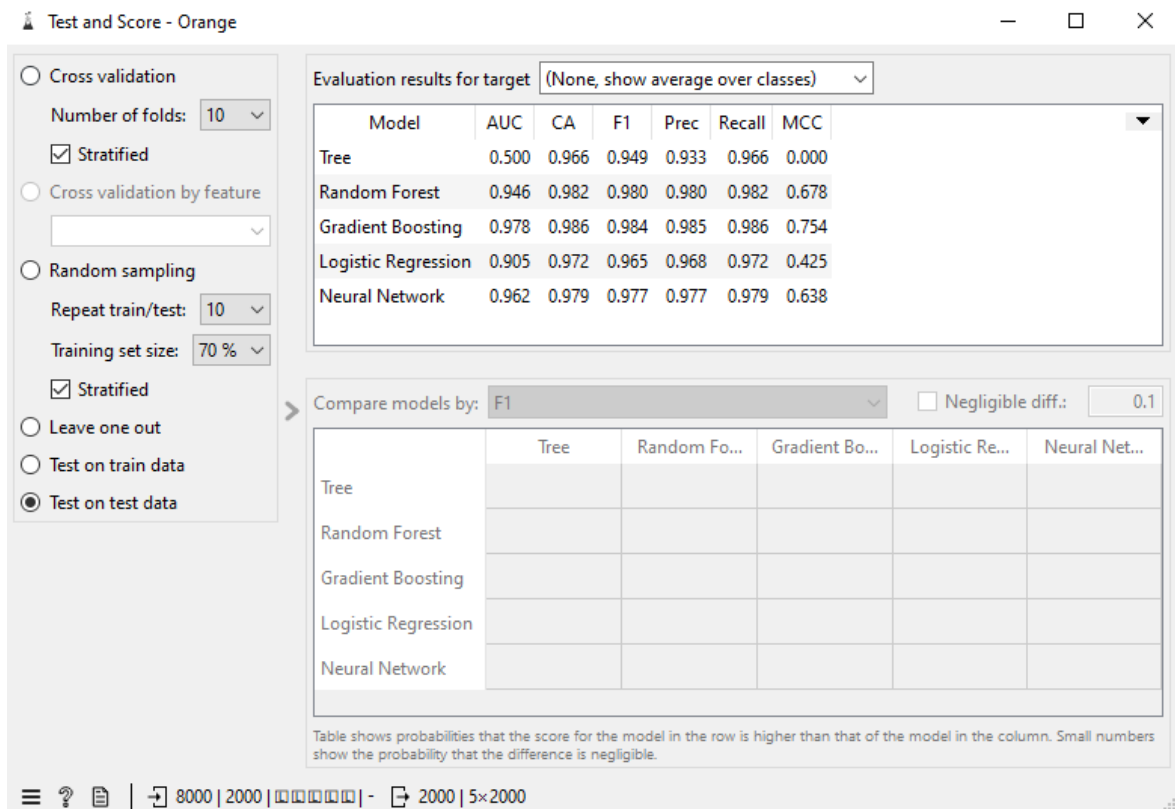 Test and Score - Orange
Cross validation
Number of folds: 10
Stratified
Cross validation by feature
Random sampling
Repeat train/test: 10
Training set size: 70 %
Stratified
Leave one out
Test on train data
Test on test data
Evaluation results for target (None, show average over classes)
Model AUC CA F1 Prec Recall MCC
Tree 0.500 0.966 0.949 0.933 0.966 0.000
Random Forest 0.946 0.982 0.980 0.980 0.982 0.678
Gradient Boosting 0.978 0.986 0.984 0.985 0.986 0.754
Logistic Regression 0.905 0.972 0.965 0.968 0.972 0.425
Neural Network 0.962 0.979 0.977 0.977 0.979 0.638
Compare models by: F1 Negligible diff.: 0.1
Tree Random Fo... Gradient Bo... Logistic Re... Neural Net...
Tree
Random Forest
Gradient Boosting
Logistic Regression
Neural Network
Table shows probabilities that the score for the model in the row is higher than that of the model in the column. Small numbers
show the probability that the difference is negligible.
8000 | 2000 | | - 2000 | 5×2000